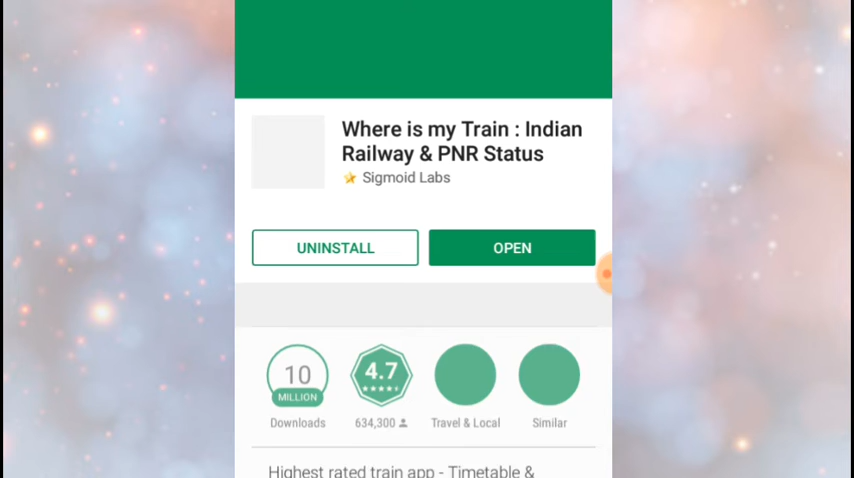 Where is my Train : Indian
Railway & PNR Status
Sigmoid Labs
UNINSTALL
OPEN
10
MILLION
4.7
Downloads
634,300
Travel & Local
Similar
Highest rated train app - Timetable &